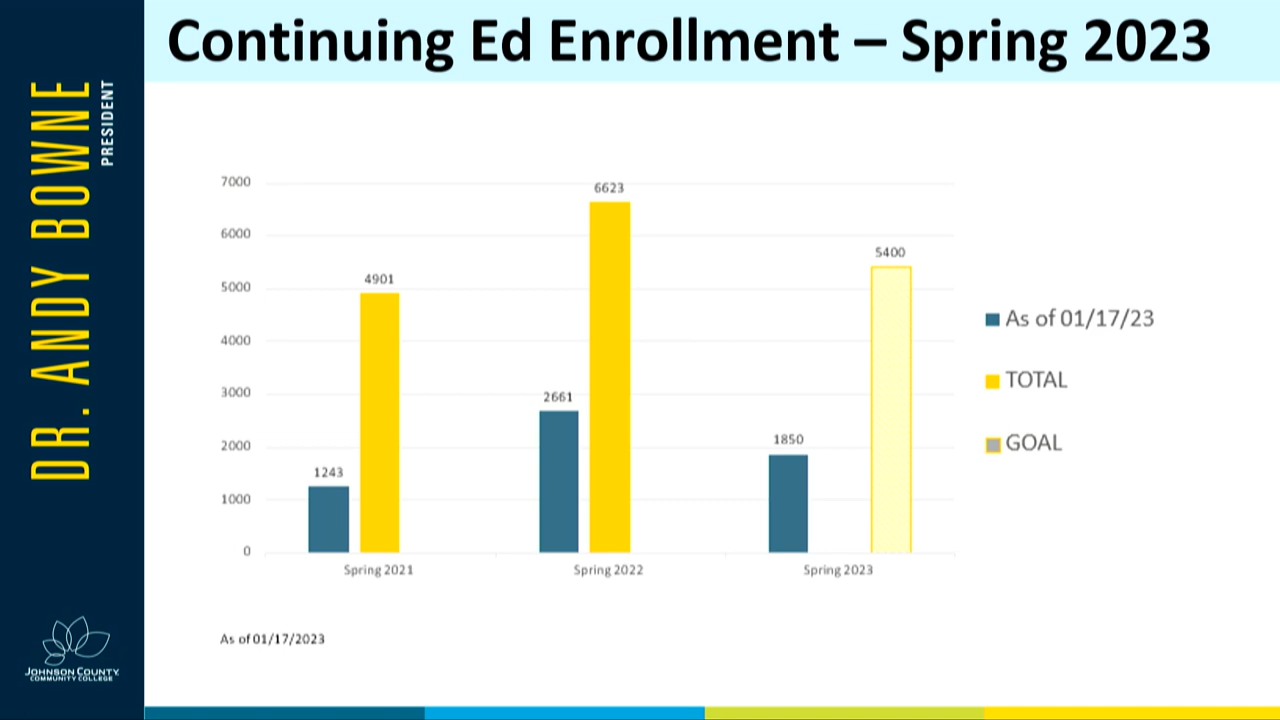 Continuing Ed Enrollment – Spring 2023
DR. ANDY BOWNE
PRESIDENT
7000
6000
5000
4000
3000
2000
1000
0
1243
4901
2661
6623
1850
5400
Spring 2021
Spring 2022
Spring 2023
As of 01/17/23
TOTAL
GOAL
As of 01/17/2023
JOHNSON COUNTY
COMMUNITY COLLEGE